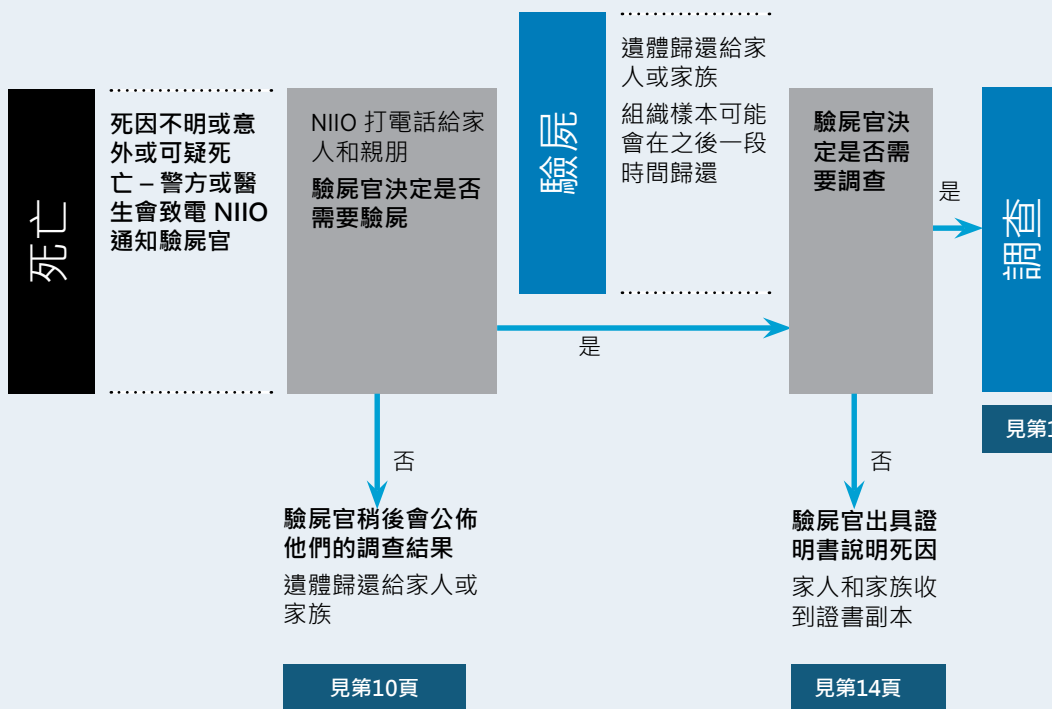 死亡
死因不明或意
外或可疑死
亡 – 警方或醫
生會致電 NIIO
通知驗屍官
NIIO 打電話給家
人和親朋
驗屍官決定是否
需要驗屍
驗屍
遺體歸還給家
人或家族
組織樣本可能
會在之後一段
時間歸還
是
驗屍官決
定是否需
要調查
是
調查
見第1
否
驗屍官稍後會公佈
他們的調查結果
遺體歸還給家人或
家族
見第10頁
否
驗屍官出具證
明書說明死因
家人和家族收
到證書副本
見第14頁